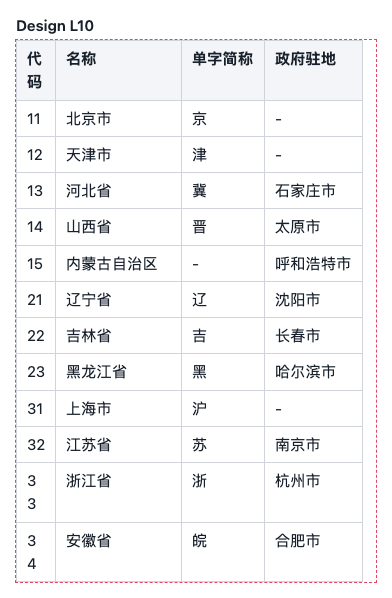 Design L10
代码 名称 单字简称 政府驻地
11 北京市 京 -
12 天津市 津 -
13 河北省 冀 石家庄市
14 山西省 晋 太原市
15 内蒙古自治区 - 呼和浩特市
21 辽宁省 辽 沈阳市
22 吉林省 吉 长春市
23 黑龙江省 黑 哈尔滨市
31 上海市 沪 -
32 江苏省 苏 南京市
33 浙江省 浙 杭州市
34 安徽省 皖 合肥市